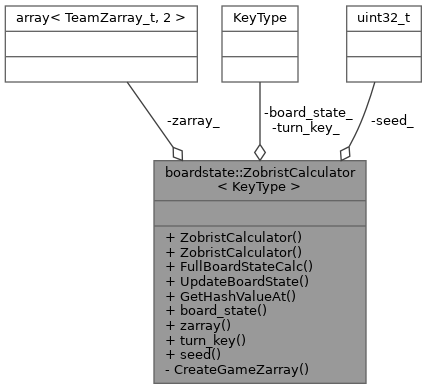 array< TeamZarray_t, 2 >
KeyType
uint32_t
-zarray_
-board_state_
-turn_key_
-seed_
boardstate::ZobristCalculator
< KeyType >
+ ZobristCalculator()
+ ZobristCalculator()
+ FullBoardStateCalc()
+ UpdateBoardState()
+ GetHashValueAt()
+ board_state()
+ zarray()
+ turn_key()
+ seed()
- CreateGameZarray()